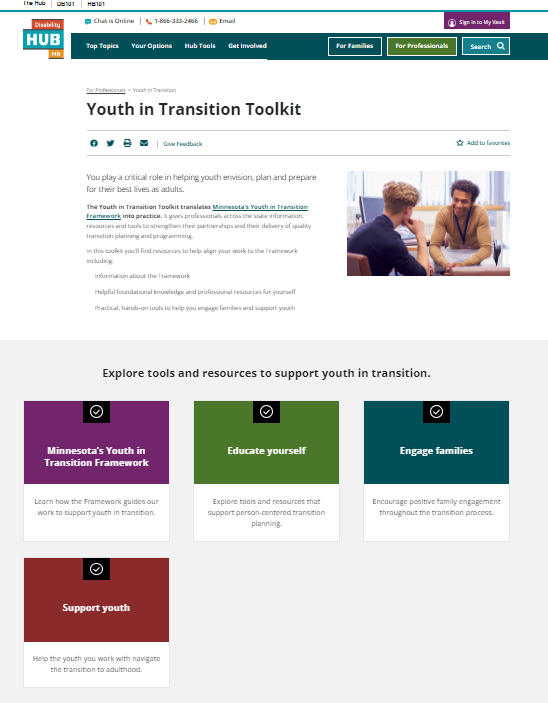 The Hub DB101 HB101
Chat is Online 1-866-333-2466 Email
Sign in to My Vault
Disability
HUB
MN
Top Topics Your Options Hub Tools Get Involved
For Families For Professionals Search
For Professionals > Youth in Transition
Youth in Transition Toolkit
Give Feedback
Add to favorites
You play a critical role in helping youth envision, plan and prepare
for their best lives as adults.
The Youth in Transition Toolkit translates Minnesota's Youth in Transition
Framework into practice. It gives professionals across the state information,
resources and tools to strengthen their partnerships and their delivery of quality
transition planning and programming.
In this toolkit you'll find resources to help align your work to the Framework
including:
Information about the Framework
Helpful foundational knowledge and professional resources for yourself
Practical, hands-on tools to help you engage families and support youth
Explore tools and resources to support youth in transition.
Minnesota's Youth in
Transition Framework
Learn how the Framework guides our
work to support youth in transition.
Educate yourself
Explore tools and resources that
support person-centered transition
planning.
Engage families
Encourage positive family engagement
throughout the transition process.
Support youth
Help the youth you work with navigate
the transition to adulthood.